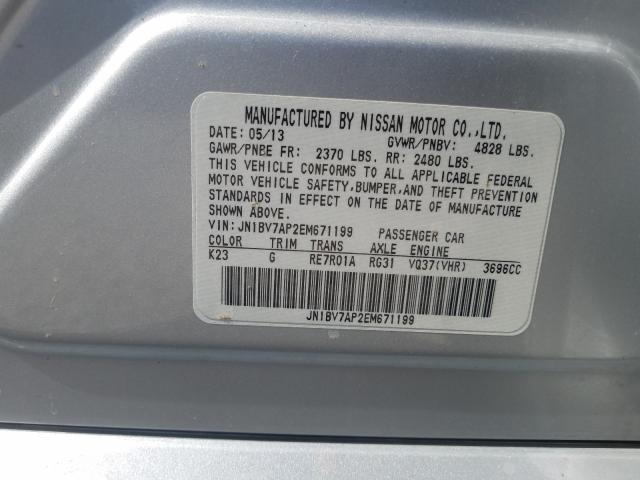 MANUFACTURED BY NISSAN MOTOR CO.,LTD.
DATE: 05/13 GVWR/PNBV: 4828 LBS.
GAWR/PNBE FR: 2370 LBS. RR: 2480 LBS.
THIS VEHICLE CONFORMS TO ALL APPLICABLE FEDERAL
MOTOR VEHICLE SAFETY, BUMPER, AND THEFT PREVENTION
STANDARDS IN EFFECT ON THE DATE OF MANUFACTURE
SHOWN ABOVE.
VIN: JN1BV7AP2EM671199 PASSENGER CAR
COLOR TRIM TRANS AXLE ENGINE
K23 G RE7R01A RG31 VQ37(VHR) 3696CC
JN1BV7AP2EM671199